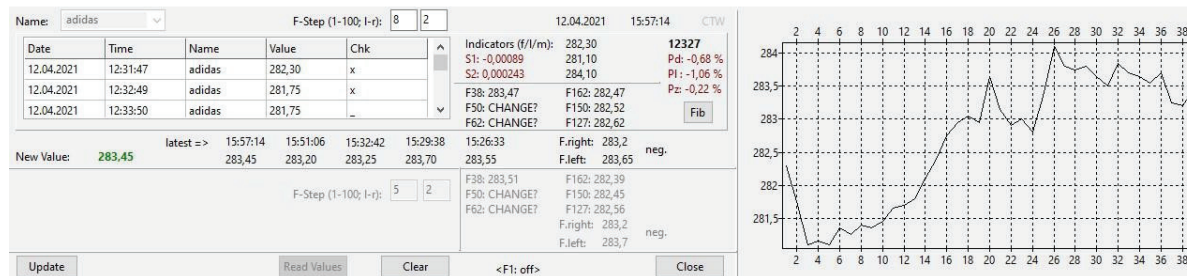 Name: adidas F-Step (1-100; I-r): 8 2 12.04.2021 15:57:14 CTW
Date Time Name Value Chk
12.04.2021 12:31:47 adidas 282,30 x
12.04.2021 12:32:49 adidas 281,75 x
12.04.2021 12:33:50 adidas 281,75 _
Indicators (f/l/m): 282,30 12327
S1: -0,00089 281,10 Pd: -0,68 %
S2: 0,000243 284,10 Pl : -1,06 %
F38: 283,47 F162: 282,47 Pz: -0,22 %
F50: CHANGE? F150: 282,52
F62: CHANGE? F127: 282,62
Fib
latest => 15:57:14 15:51:06 15:32:42 15:29:38 15:26:33 F.right: 283,2 neg.
New Value: 283,45 283,45 283,20 283,25 283,70 283,55 F.left: 283,65
F-Step (1-100; I-r): 5 2
F38: 283,51 F162: 282,39
F50: CHANGE? F150: 282,45
F62: CHANGE? F127: 282,56
F.right: 283,2 neg.
F.left: 283,7
Update Read Values Clear <F1: off> Close
2 4 6 8 10 12 14 16 18 20 22 24 26 28 30 32 34 36 38
284
283,5
283
282,5
282
281,5
2 4 6 8 10 12 14 16 18 20 22 24 26 28 30 32 34 36 38